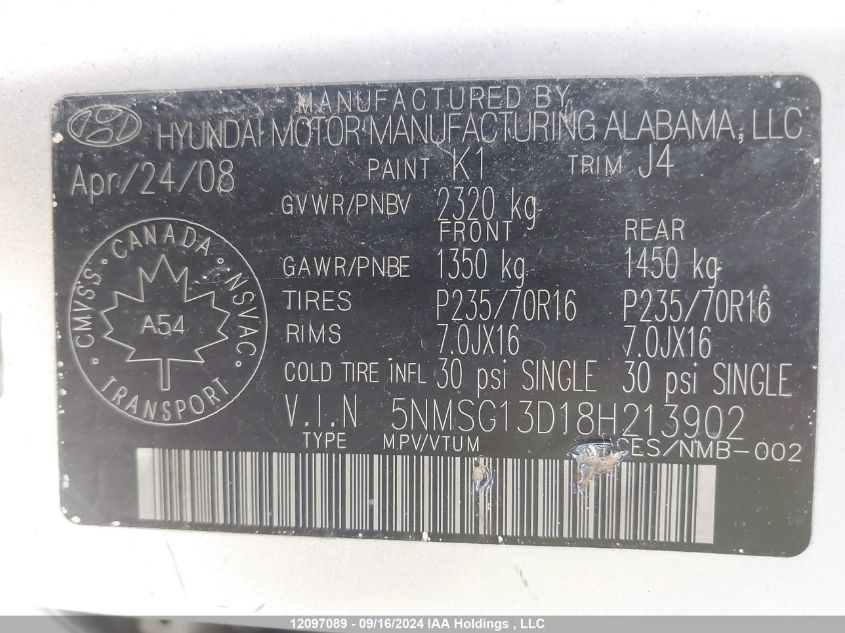 MANUFACTURED BY
HYUNDAI MOTOR MANUFACTURING ALABAMA, LLC
Apr/24/08
PAINT K1 TRIM J4
GVWR/PNBV 2320 kg
FRONT REAR
GAWR/PNBE 1350 kg 1450 kg
TIRES P235/70R16 P235/70R16
RIMS 7.0JX16 7.0JX16
COLD TIRE INFL 30 psi SINGLE 30 psi SINGLE
V.I.N 5NMSG13D18H213902
TYPE MPV/VTUM CES/NMB-002
CANADA
CMVSS NSVAC
A54
TRANSPORT
12097089 - 09/16/2024 IAA Holdings , LLC